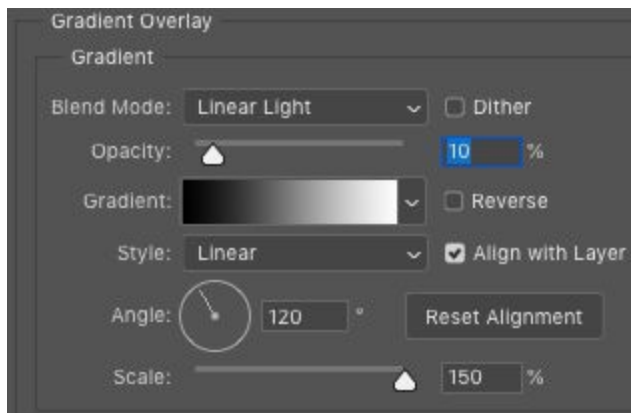 Gradient Overlay
Gradient
Blend Mode: Linear Light Dither
Opacity: 10 %
Gradient: Reverse
Style: Linear Align with Layer
Angle: 120 ° Reset Alignment
Scale: 150 %